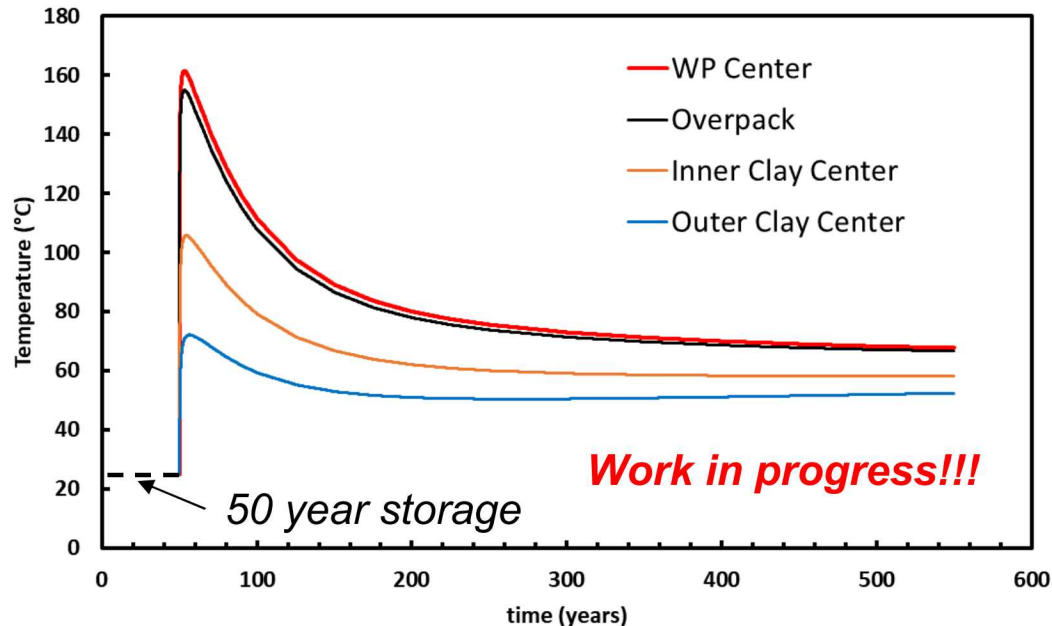 180
160
140
120
100
80
60
40
20
0
Temperature (°C)
WP Center
Overpack
Inner Clay Center
Outer Clay Center
Work in progress!!!
50 year storage
0 100 200 300 400 500 600
time (years)